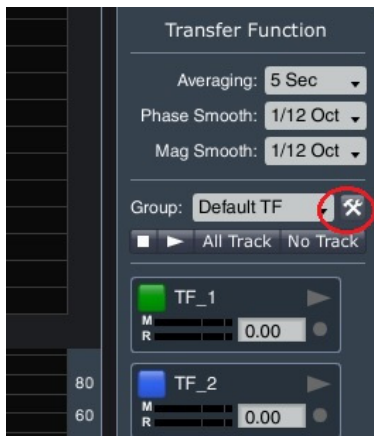 Transfer Function
Averaging: 5 Sec
Phase Smooth: 1/12 Oct
Mag Smooth: 1/12 Oct
Group: Default TF
All Track No Track
TF_1
M
R 0.00
80
TF_2
M
60
R 0.00